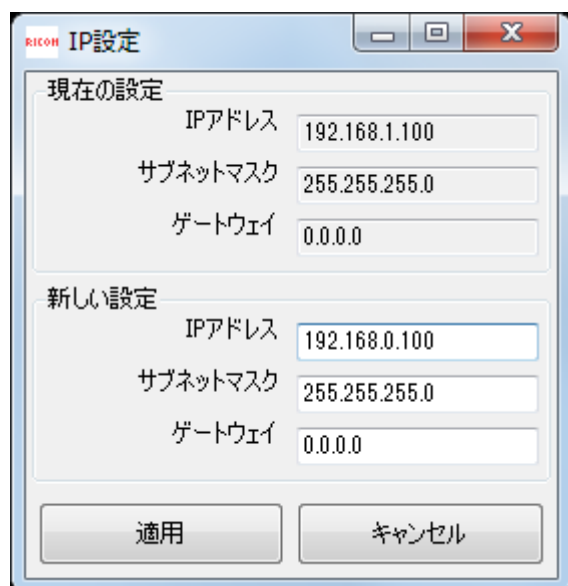 RICOH IP設定
現在の設定
IPアドレス 192.168.1.100
サブネットマスク 255.255.255.0
ゲートウェイ 0.0.0.0
新しい設定
IPアドレス 192.168.0.100
サブネットマスク 255.255.255.0
ゲートウェイ 0.0.0.0
適用 キャンセル